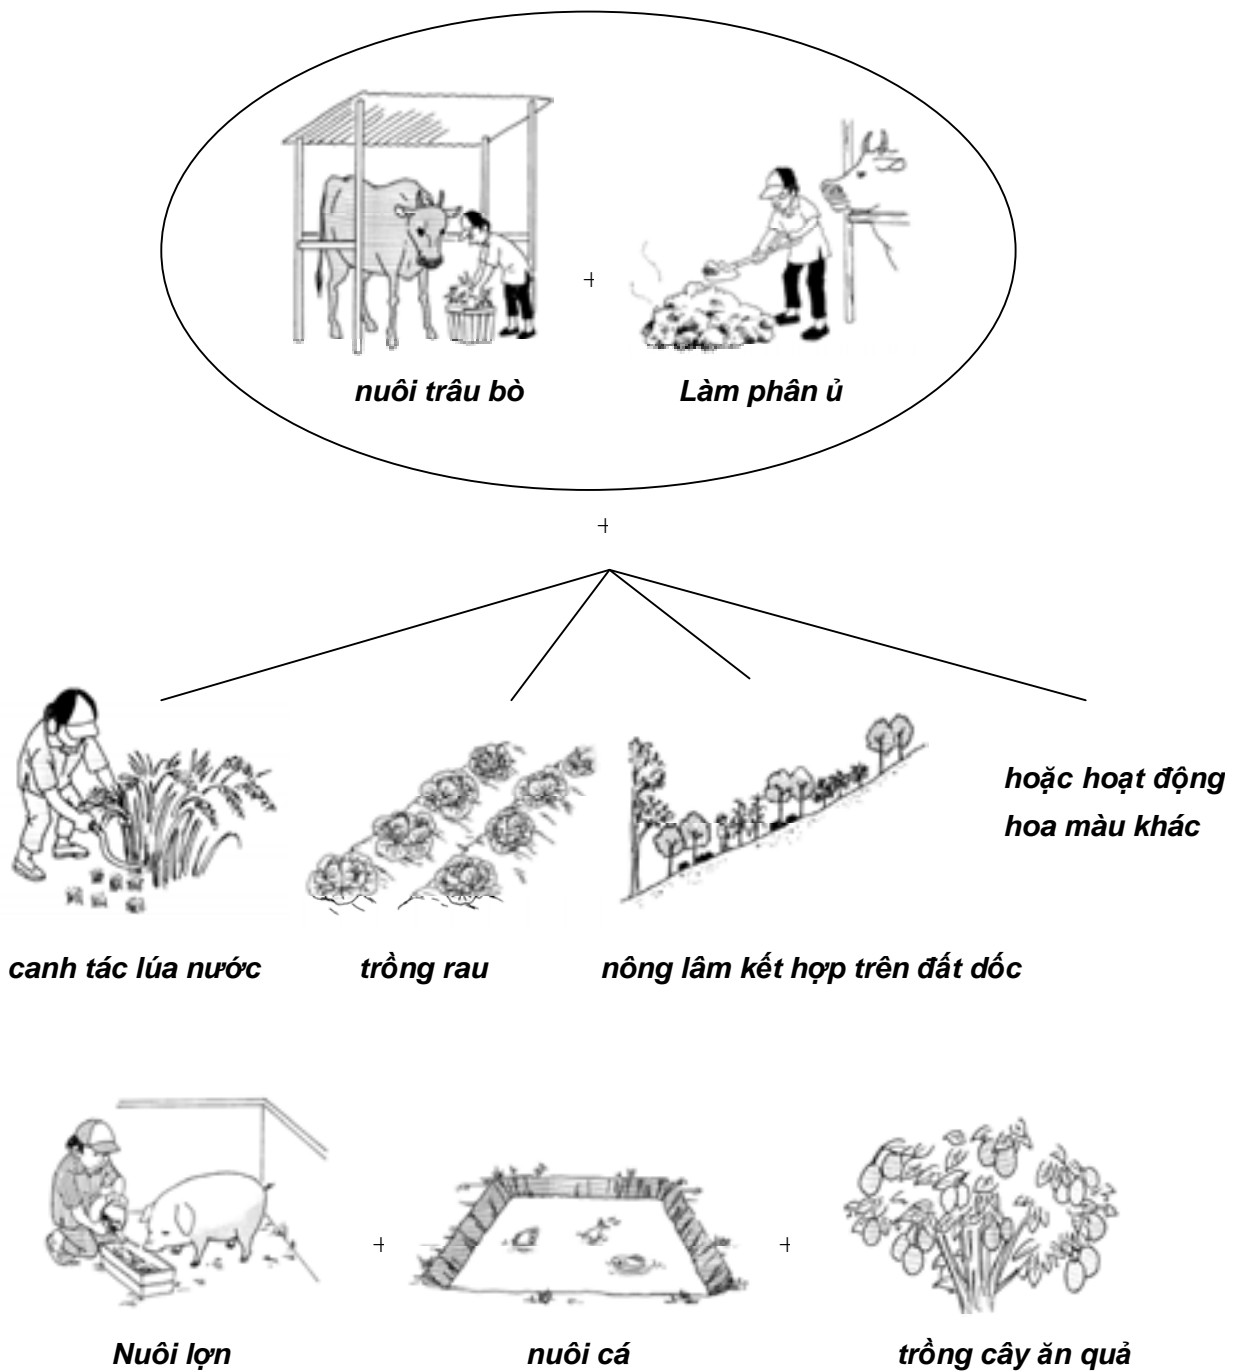 +
nuôi trâu bò
Làm phân ủ
+
hoặc hoạt động
hoa màu khác
canh tác lúa nước
trồng rau
nông lâm kết hợp trên đất dốc
+
+
Nuôi lợn
nuôi cá
trồng cây ăn quả